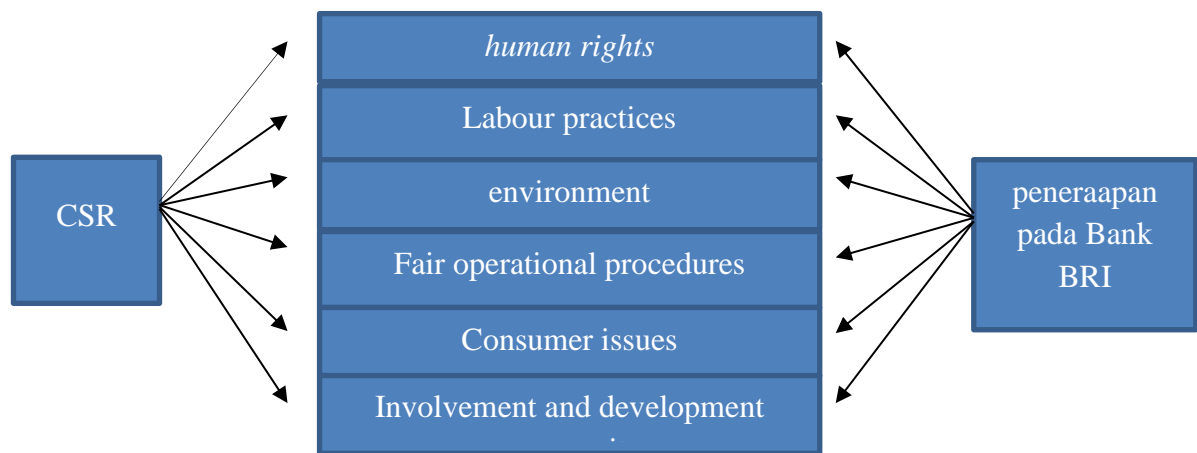 human rights
Labour practices
environment
Fair operational procedures
Consumer issues
Involvement and development
.
CSR
peneraapan
pada Bank
BRI